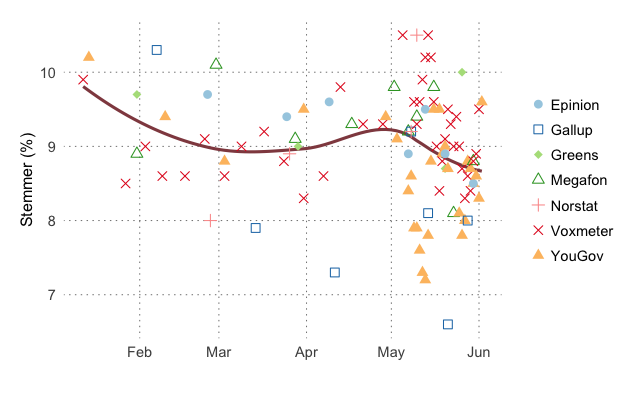 Stemmer (%)
10
9
8
7
Feb
Mar
Apr
May
Jun
Epinion
Gallup
Greens
Megafon
Norstat
Voxmeter
YouGov